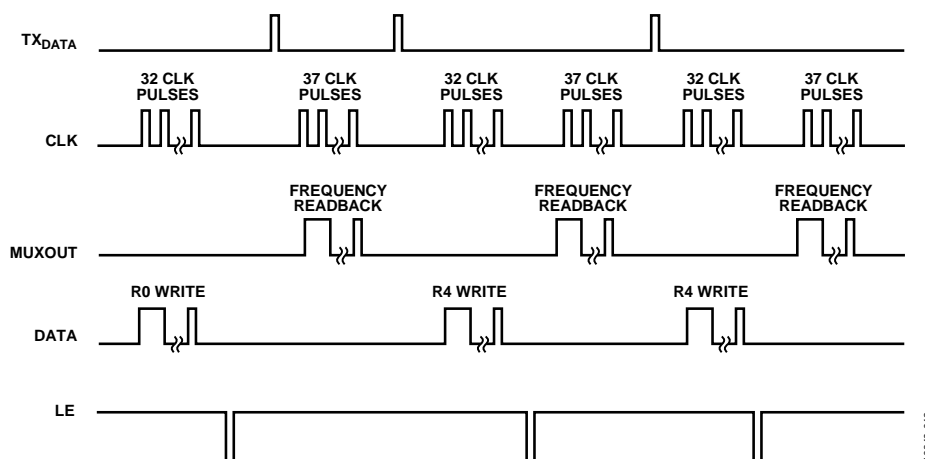 TXDATA
32 CLK
PULSES
37 CLK
PULSES
32 CLK
PULSES
37 CLK
PULSES
32 CLK
PULSES
37 CLK
PULSES
CLK
FREQUENCY
READBACK
FREQUENCY
READBACK
FREQUENCY
READBACK
MUXOUT
R0 WRITE
R4 WRITE
R4 WRITE
DATA
LE